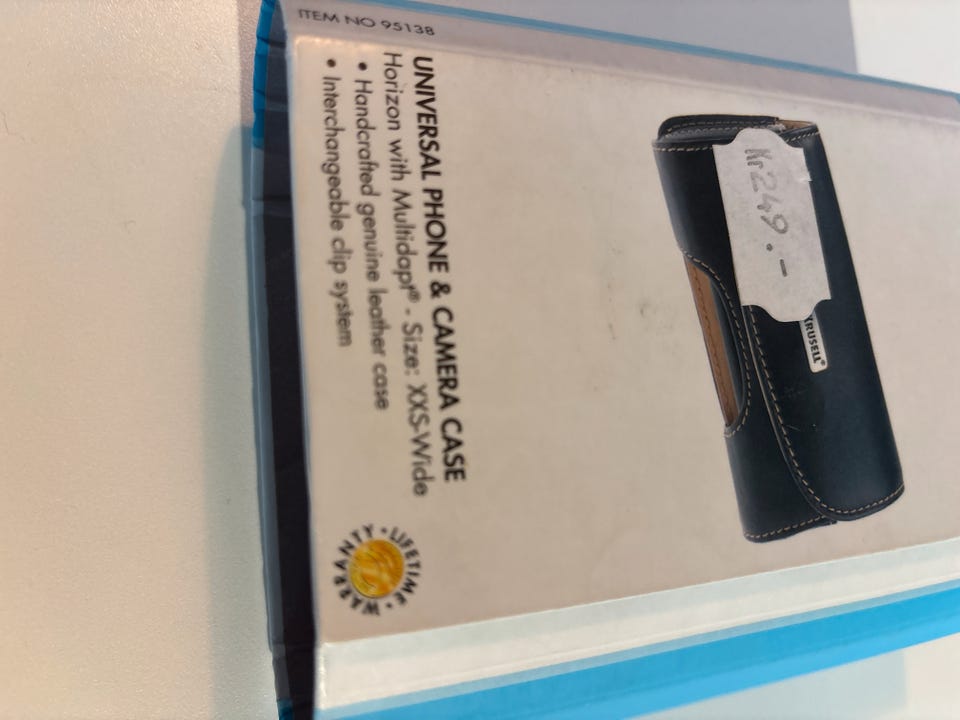 Kr249.-
KRUSELL®
UNIVERSAL PHONE & CAMERA CASE
Horizon with Multidapt® - Size: XXS-Wide
• Handcrafted genuine leather case
• Interchangeable clip system
LIFETIME • WARRANTY •
ITEM NO 95138